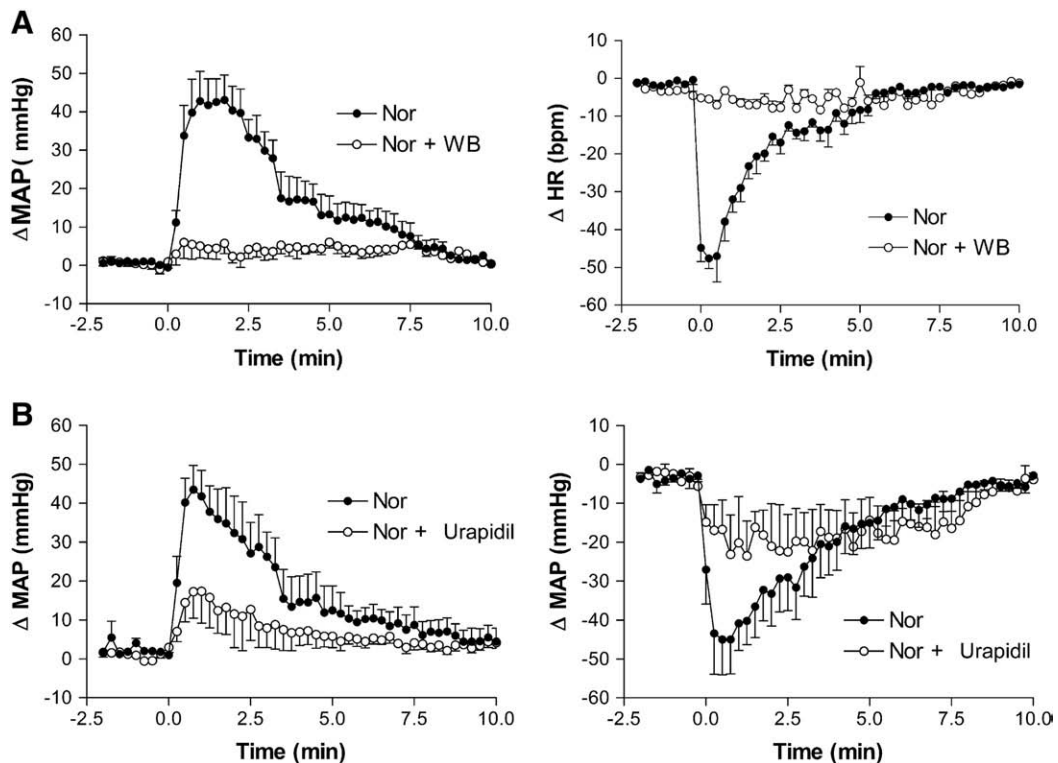 A
Δ MAP ( mmHg)
60
50
40
30
20
10
0
-10
Nor
Nor + WB
-2.5 0.0 2.5 5.0 7.5 10.0
Time (min)
Δ HR (bpm)
10
0
-10
-20
-30
-40
-50
-60
Nor
Nor + WB
-2.5 0.0 2.5 5.0 7.5 10.0
Time (min)
B
Δ MAP (mmHg)
60
50
40
30
20
10
0
-10
Nor
Nor + Urapidil
-2.5 0.0 2.5 5.0 7.5 10.0
Time (min)
Δ MAP (mmHg)
10
0
-10
-20
-30
-40
-50
-60
Nor
Nor + Urapidil
-2.5 0.0 2.5 5.0 7.5 10.0
Time (min)